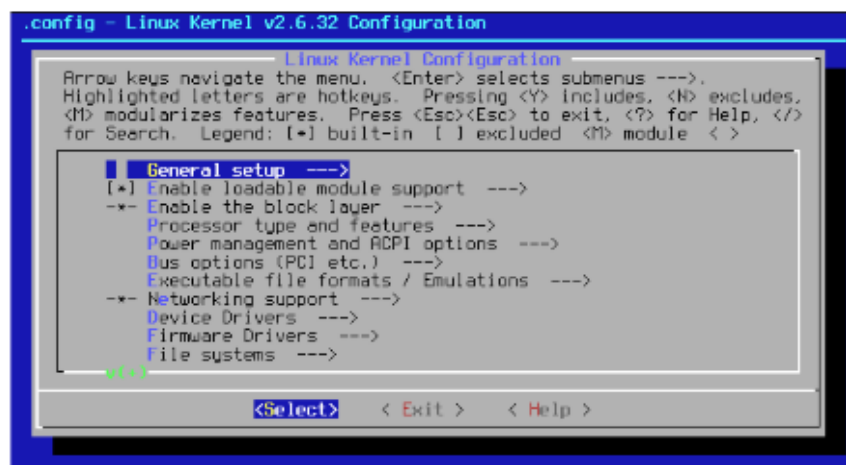 .config - Linux Kernel v2.6.32 Configuration
Linux Kernel Configuration
Arrow keys navigate the menu. <Enter> selects submenus --->.
Highlighted letters are hotkeys. Pressing <Y> includes, <N> excludes,
<M> modularizes features. Press <Esc><Esc> to exit, <?> for Help, </>
for Search. Legend: [*] built-in [ ] excluded <M> module < >
General setup --->
[*] Enable loadable module support --->
-*- Enable the block layer --->
Processor type and features --->
Power management and ACPI options --->
Bus options (PCI etc.) --->
Executable file formats / Emulations --->
-*- Networking support --->
Device Drivers --->
Firmware Drivers --->
File systems --->
v(+)
<Select> < Exit > < Help >